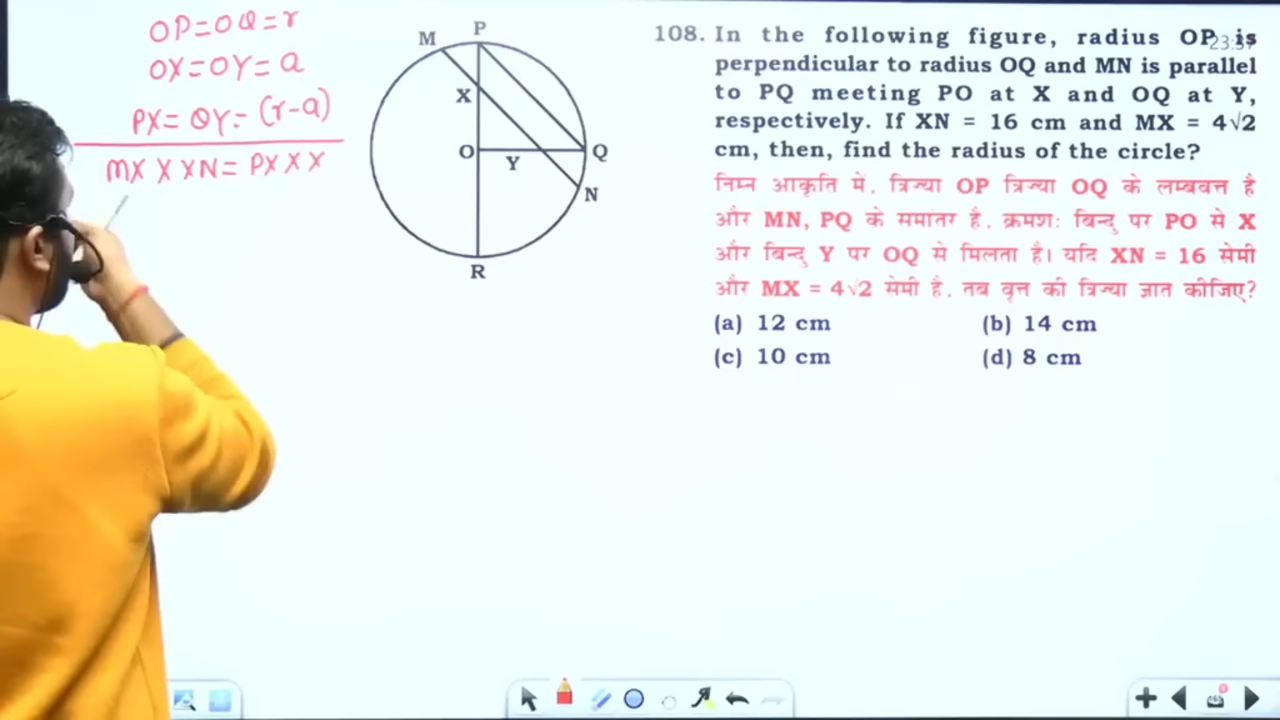 OP=OQ=r
OX=OY=a
PX=QY=(r-a)
MX X XN= PX X X
M
P
X
O
Y
Q
N
R
108. In the following figure, radius OP is
23:37
perpendicular to radius OQ and MN is parallel
to PQ meeting PO at X and OQ at Y,
respectively. If XN = 16 cm and MX = 4√2
cm, then, find the radius of the circle?
निम्न आकृति में, त्रिज्या OP त्रिज्या OQ के लम्बवत्त है
और MN, PQ के समांतर है, क्रमशः बिन्दु पर PO से X
और बिन्दु Y पर OQ से मिलता है। यदि XN = 16 सेमी
और MX = 4√2 सेमी है, तब वृत्त की त्रिज्या ज्ञात कीजिए?
(a) 12 cm (b) 14 cm
(c) 10 cm (d) 8 cm